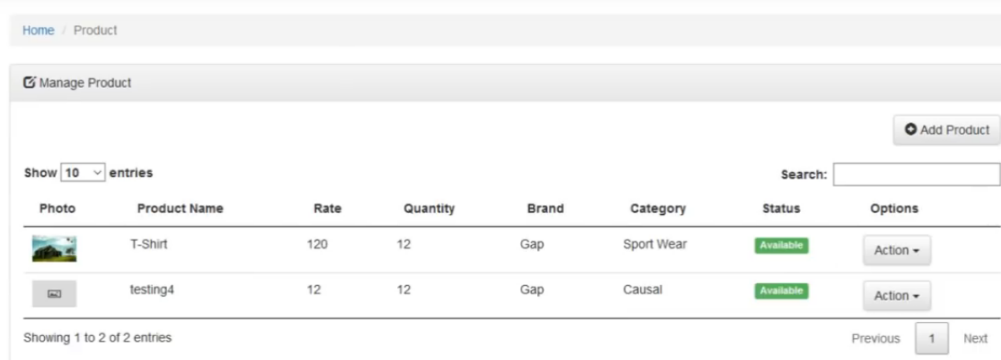 Home / Product
Manage Product
Add Product
Show 10 entries Search:
Photo Product Name Rate Quantity Brand Category Status Options
T-Shirt 120 12 Gap Sport Wear Available Action
testing4 12 12 Gap Causal Available Action
Showing 1 to 2 of 2 entries Previous 1 Next